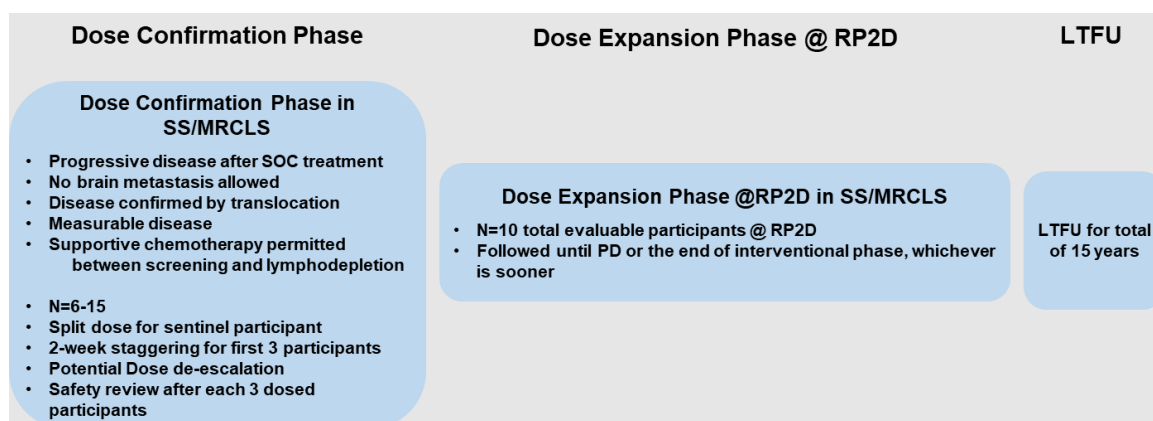 Dose Confirmation Phase
Dose Expansion Phase @ RP2D
LTFU
Dose Confirmation Phase in
SS/MRCLS
• Progressive disease after SOC treatment
• No brain metastasis allowed
• Disease confirmed by translocation
• Measurable disease
• Supportive chemotherapy permitted
between screening and lymphodepletion
• N=6-15
• Split dose for sentinel participant
• 2-week staggering for first 3 participants
• Potential Dose de-escalation
• Safety review after each 3 dosed
participants
Dose Expansion Phase @RP2D in SS/MRCLS
• N=10 total evaluable participants @ RP2D
• Followed until PD or the end of interventional phase, whichever
is sooner
LTFU for total
of 15 years